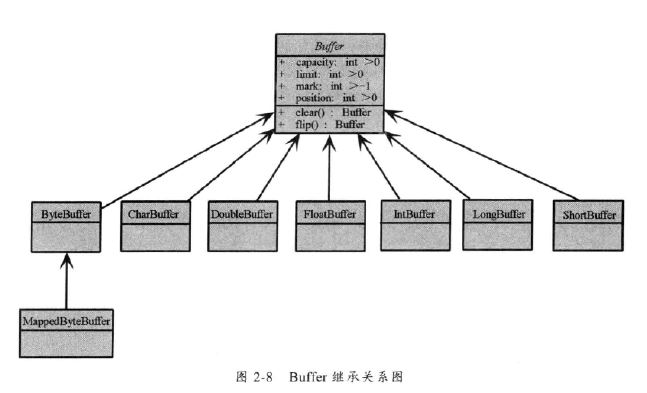 Buffer
+ capacity: int >0
+ limit: int >0
+ mark: int >-1
+ position: int >0
+ clear() : Buffer
+ flip() : Buffer
ByteBuffer
CharBuffer
DoubleBuffer
FloatBuffer
IntBuffer
LongBuffer
ShortBuffer
MappedByteBuffer
图 2-8 Buffer 继承关系图